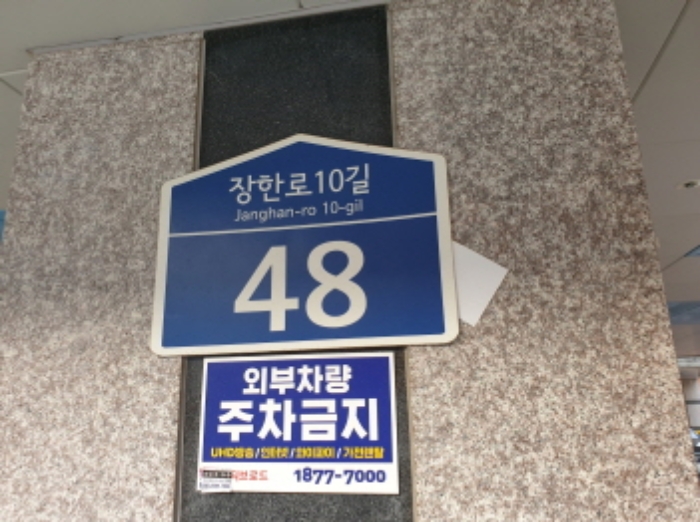 장한로10길
Janghan-ro 10-gil
48
외부차량
주차금지
UHD방송/인터넷/와이파이/가전렌탈
1877-7000